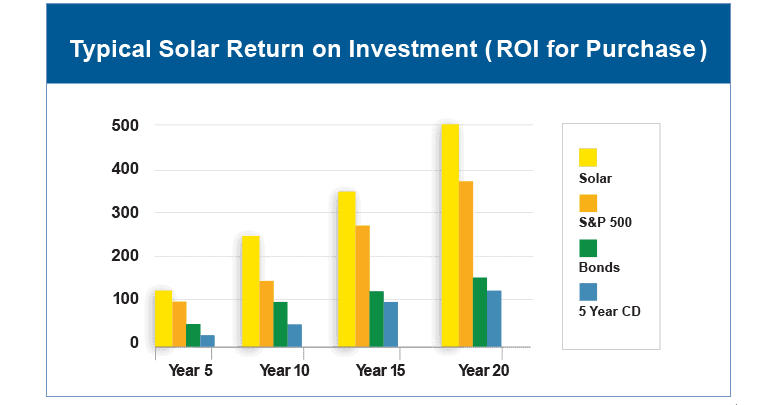 Typical Solar Return on Investment (ROI for Purchase)
500
400
300
200
100
0
Year 5
Year 10
Year 15
Year 20
Solar
S&P 500
Bonds
5 Year CD